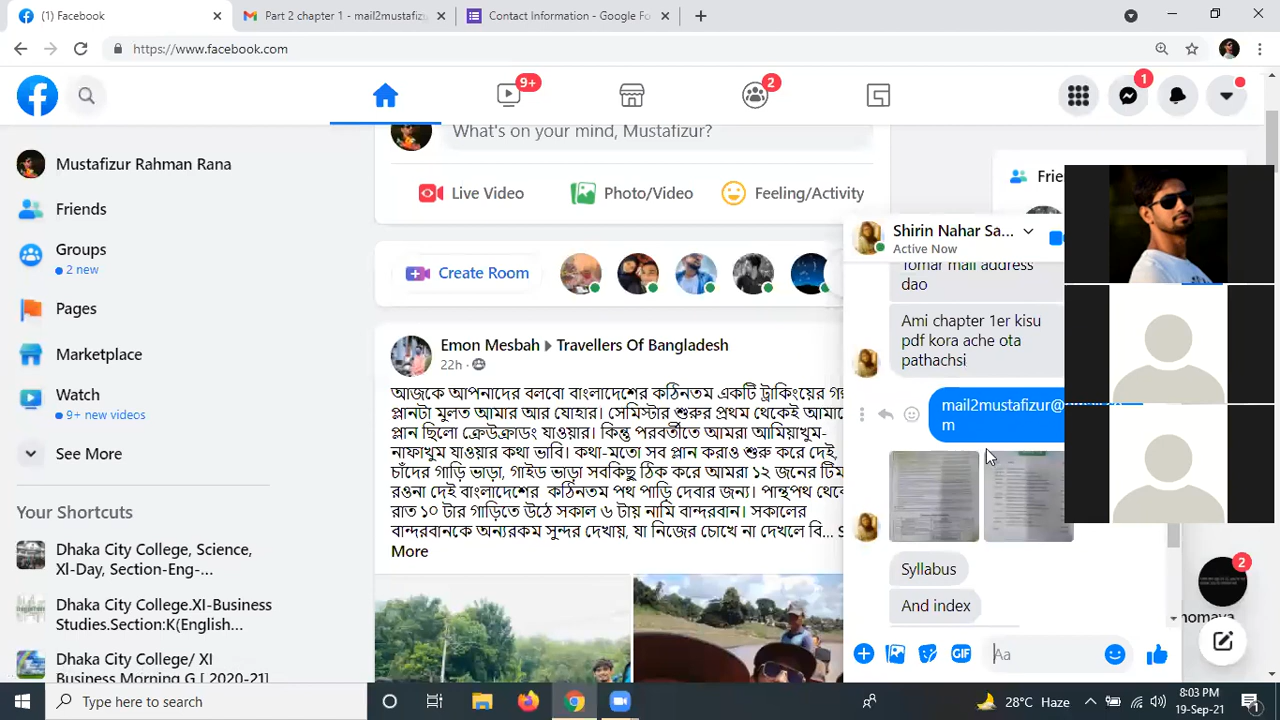 (1) Facebook
Part 2 chapter 1 - mail2mustafizu
Contact Information - Google Fo
https://www.facebook.com
9+
2
1
What's on your mind, Mustafizur?
Mustafizur Rahman Rana
Live Video
Photo/Video
Feeling/Activity
Friends
Groups
2 new
Pages
Marketplace
Watch
9+ new videos
See More
Your Shortcuts
Dhaka City College, Science,
XI-Day, Section-Eng-...
Dhaka City College.XI-Business
Studies.Section:K(English...
Dhaka City College/ XI
Business Morning G [ 2020-21]
Create Room
Emon Mesbah Travellers Of Bangladesh
22h
আজকে আপনাদের বলবো বাংলাদেশের কঠিনতম একটি ট্রাকিংয়ের গল্
প্লানটা মুলত আমার আর যোহার। সেমিস্টার শুরুর প্রথম থেকেই আমাদে
প্লান ছিলো ক্রেউক্রাডং যাওয়ার। কিন্তু পরবর্তীতে আমরা আমিয়াখুম-
নাফাখুম যাওয়ার কথা ভাবি। কথা-মতো সব প্লান করাও শুরু করে দেই,
চাঁদের গাড়ি ভাড়া, গাইড ভাড়া সবকিছু ঠিক করে আমরা ১২ জনের টিম
রওনা দেই বাংলাদেশের কঠিনতম পথ পাড়ি দেবার জন্য। পান্থপথ থেকে
রাত ১০ টার গাড়িতে উঠে সকাল ৬ টায় নামি বান্দরবান। সকালের
বান্দরবানকে অন্যরকম সুন্দর দেখায়, যা নিজের চোখে না দেখলে বি... S
More
Frie
Shirin Nahar Sa...
Active Now
Tomar mail address
dao
Ami chapter 1er kisu
pdf kora ache ota
pathachsi
mail2mustafizur@
m
Syllabus
And index
Aa
GIF
2
nomaya
Type here to search
28°C Haze
8:03 PM
19-Sep-21
1